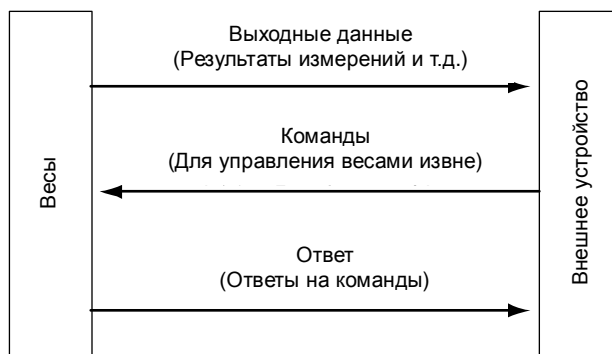 Выходные данные
(Результаты измерений и т.д.)
Команды
(Для управления весами извне)
Ответ
(Ответы на команды)
Весы
Внешнее устройство